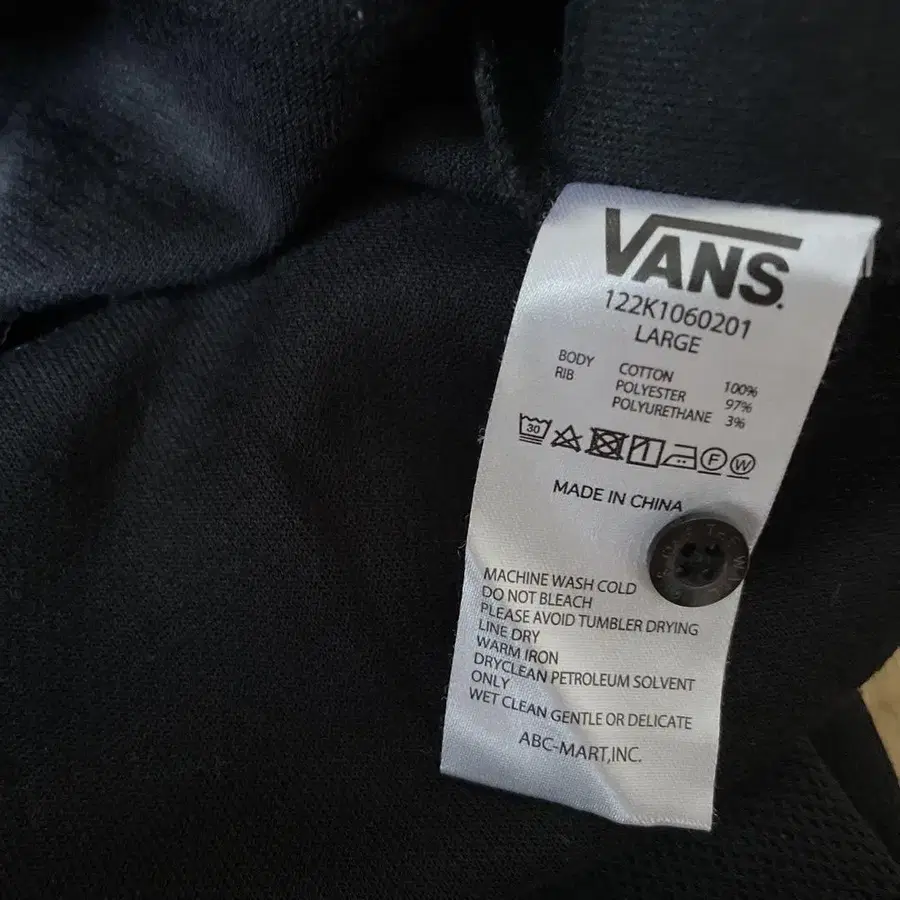 VANS.
122K1060201
LARGE
BODY COTTON 100%
RIB POLYESTER 97%
POLYURETHANE 3%
30 F W
MADE IN CHINA
MACHINE WASH COLD
DO NOT BLEACH
PLEASE AVOID TUMBLER DRYING
LINE DRY
WARM IRON
DRYCLEAN PETROLEUM SOLVENT
ONLY
WET CLEAN GENTLE OR DELICATE
ABC-MART,INC.